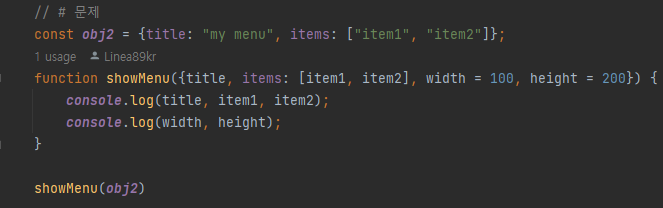 // # 문제
const obj2 = {title: "my menu", items: ["item1", "item2"]};
1 usage Linea89kr
function showMenu({title, items: [item1, item2], width = 100, height = 200}) {
console.log(title, item1, item2);
console.log(width, height);
}
showMenu(obj2)